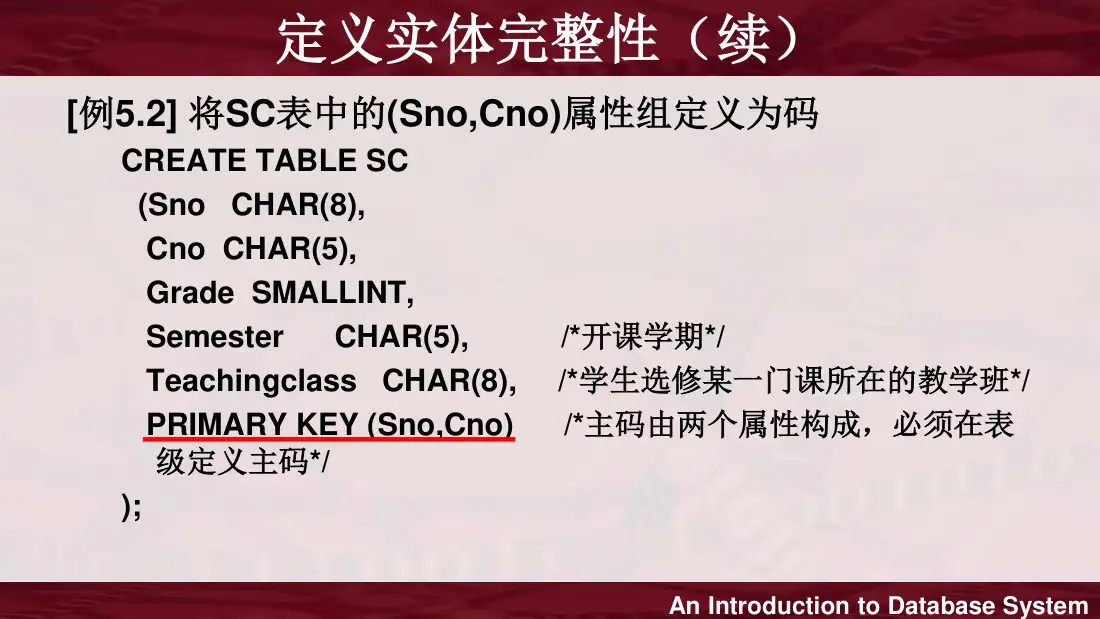 定义实体完整性（续）
[例5.2] 将SC表中的(Sno,Cno)属性组定义为码
CREATE TABLE SC
(Sno CHAR(8),
Cno CHAR(5),
Grade SMALLINT,
Semester CHAR(5), /*开课学期*/
Teachingclass CHAR(8), /*学生选修某一门课所在的教学班*/
PRIMARY KEY (Sno,Cno) /*主码由两个属性构成，必须在表
级定义主码*/
);
An Introduction to Database System